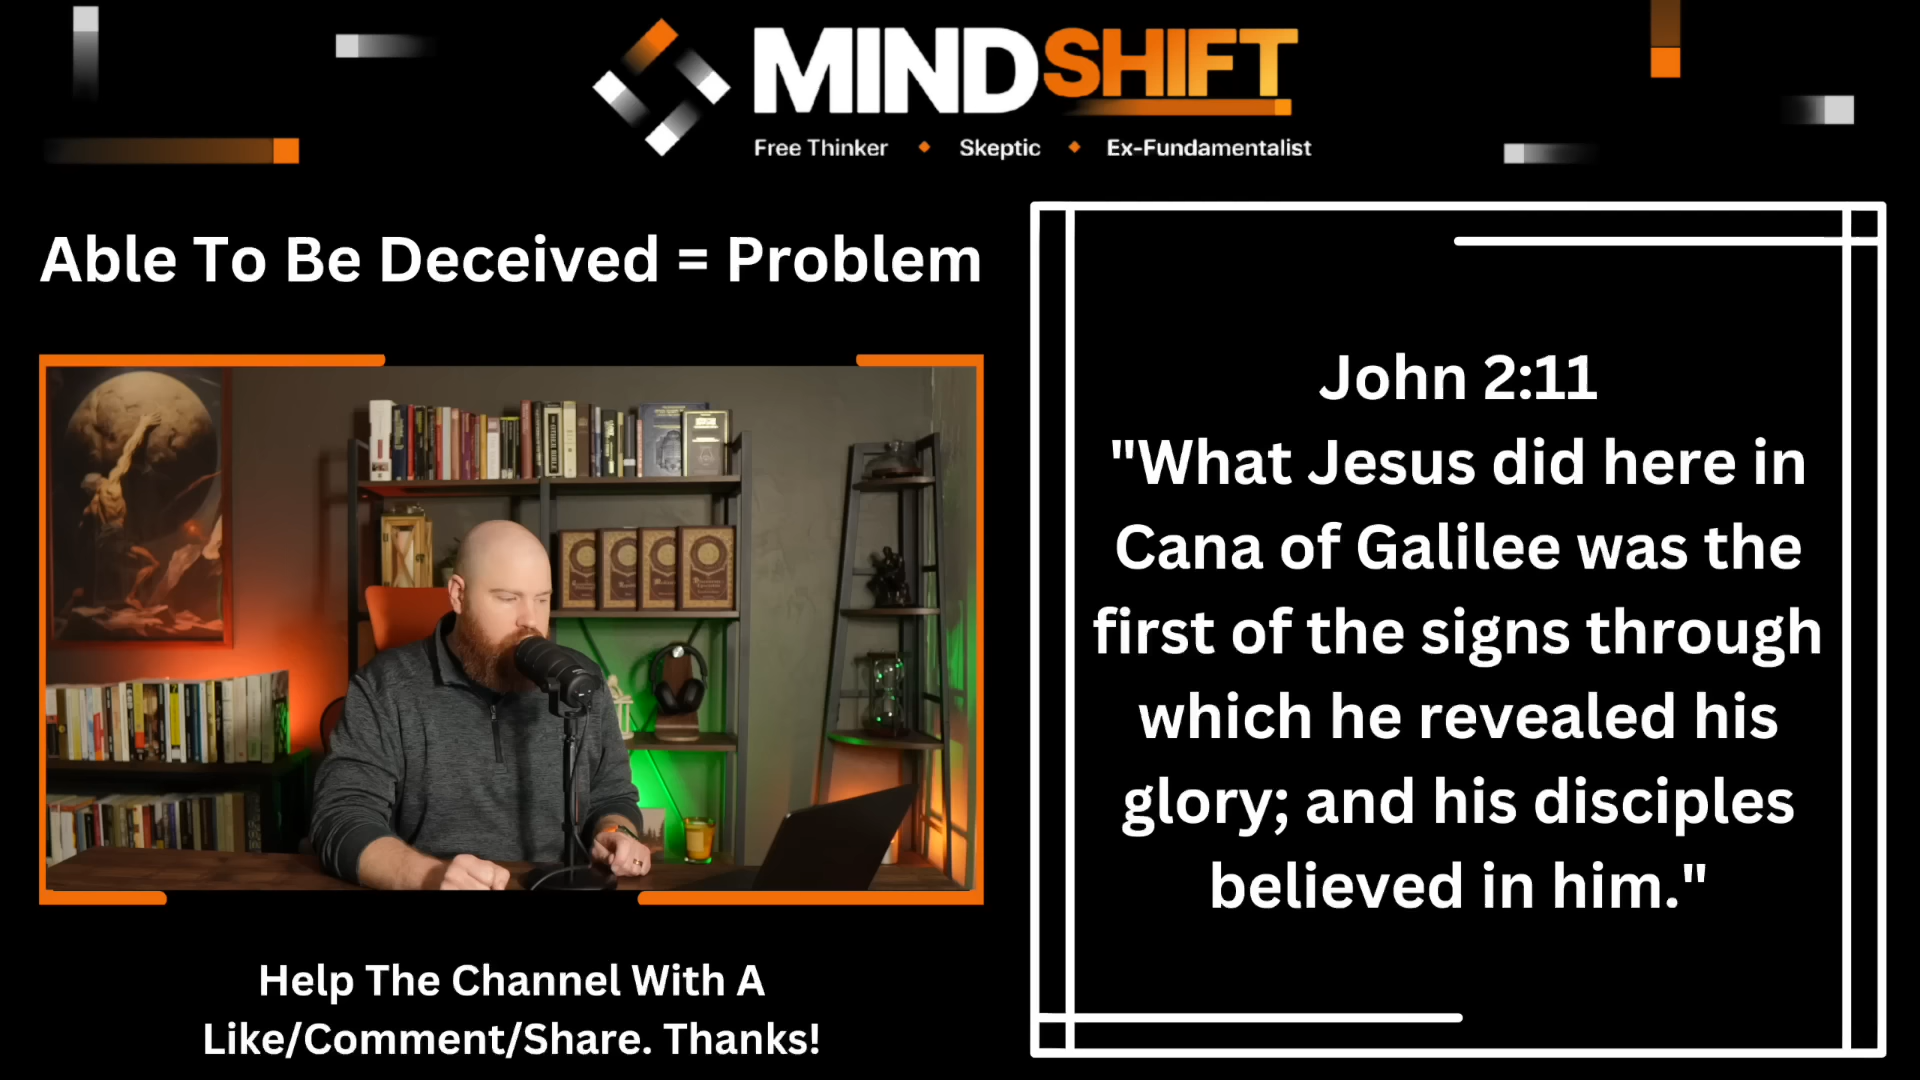 MINDSHIFT
Free Thinker ◆ Skeptic ◆ Ex-Fundamentalist
Able To Be Deceived = Problem
John 2:11
"What Jesus did here in
Cana of Galilee was the
first of the signs through
which he revealed his
glory; and his disciples
believed in him."
Help The Channel With A
Like/Comment/Share. Thanks!